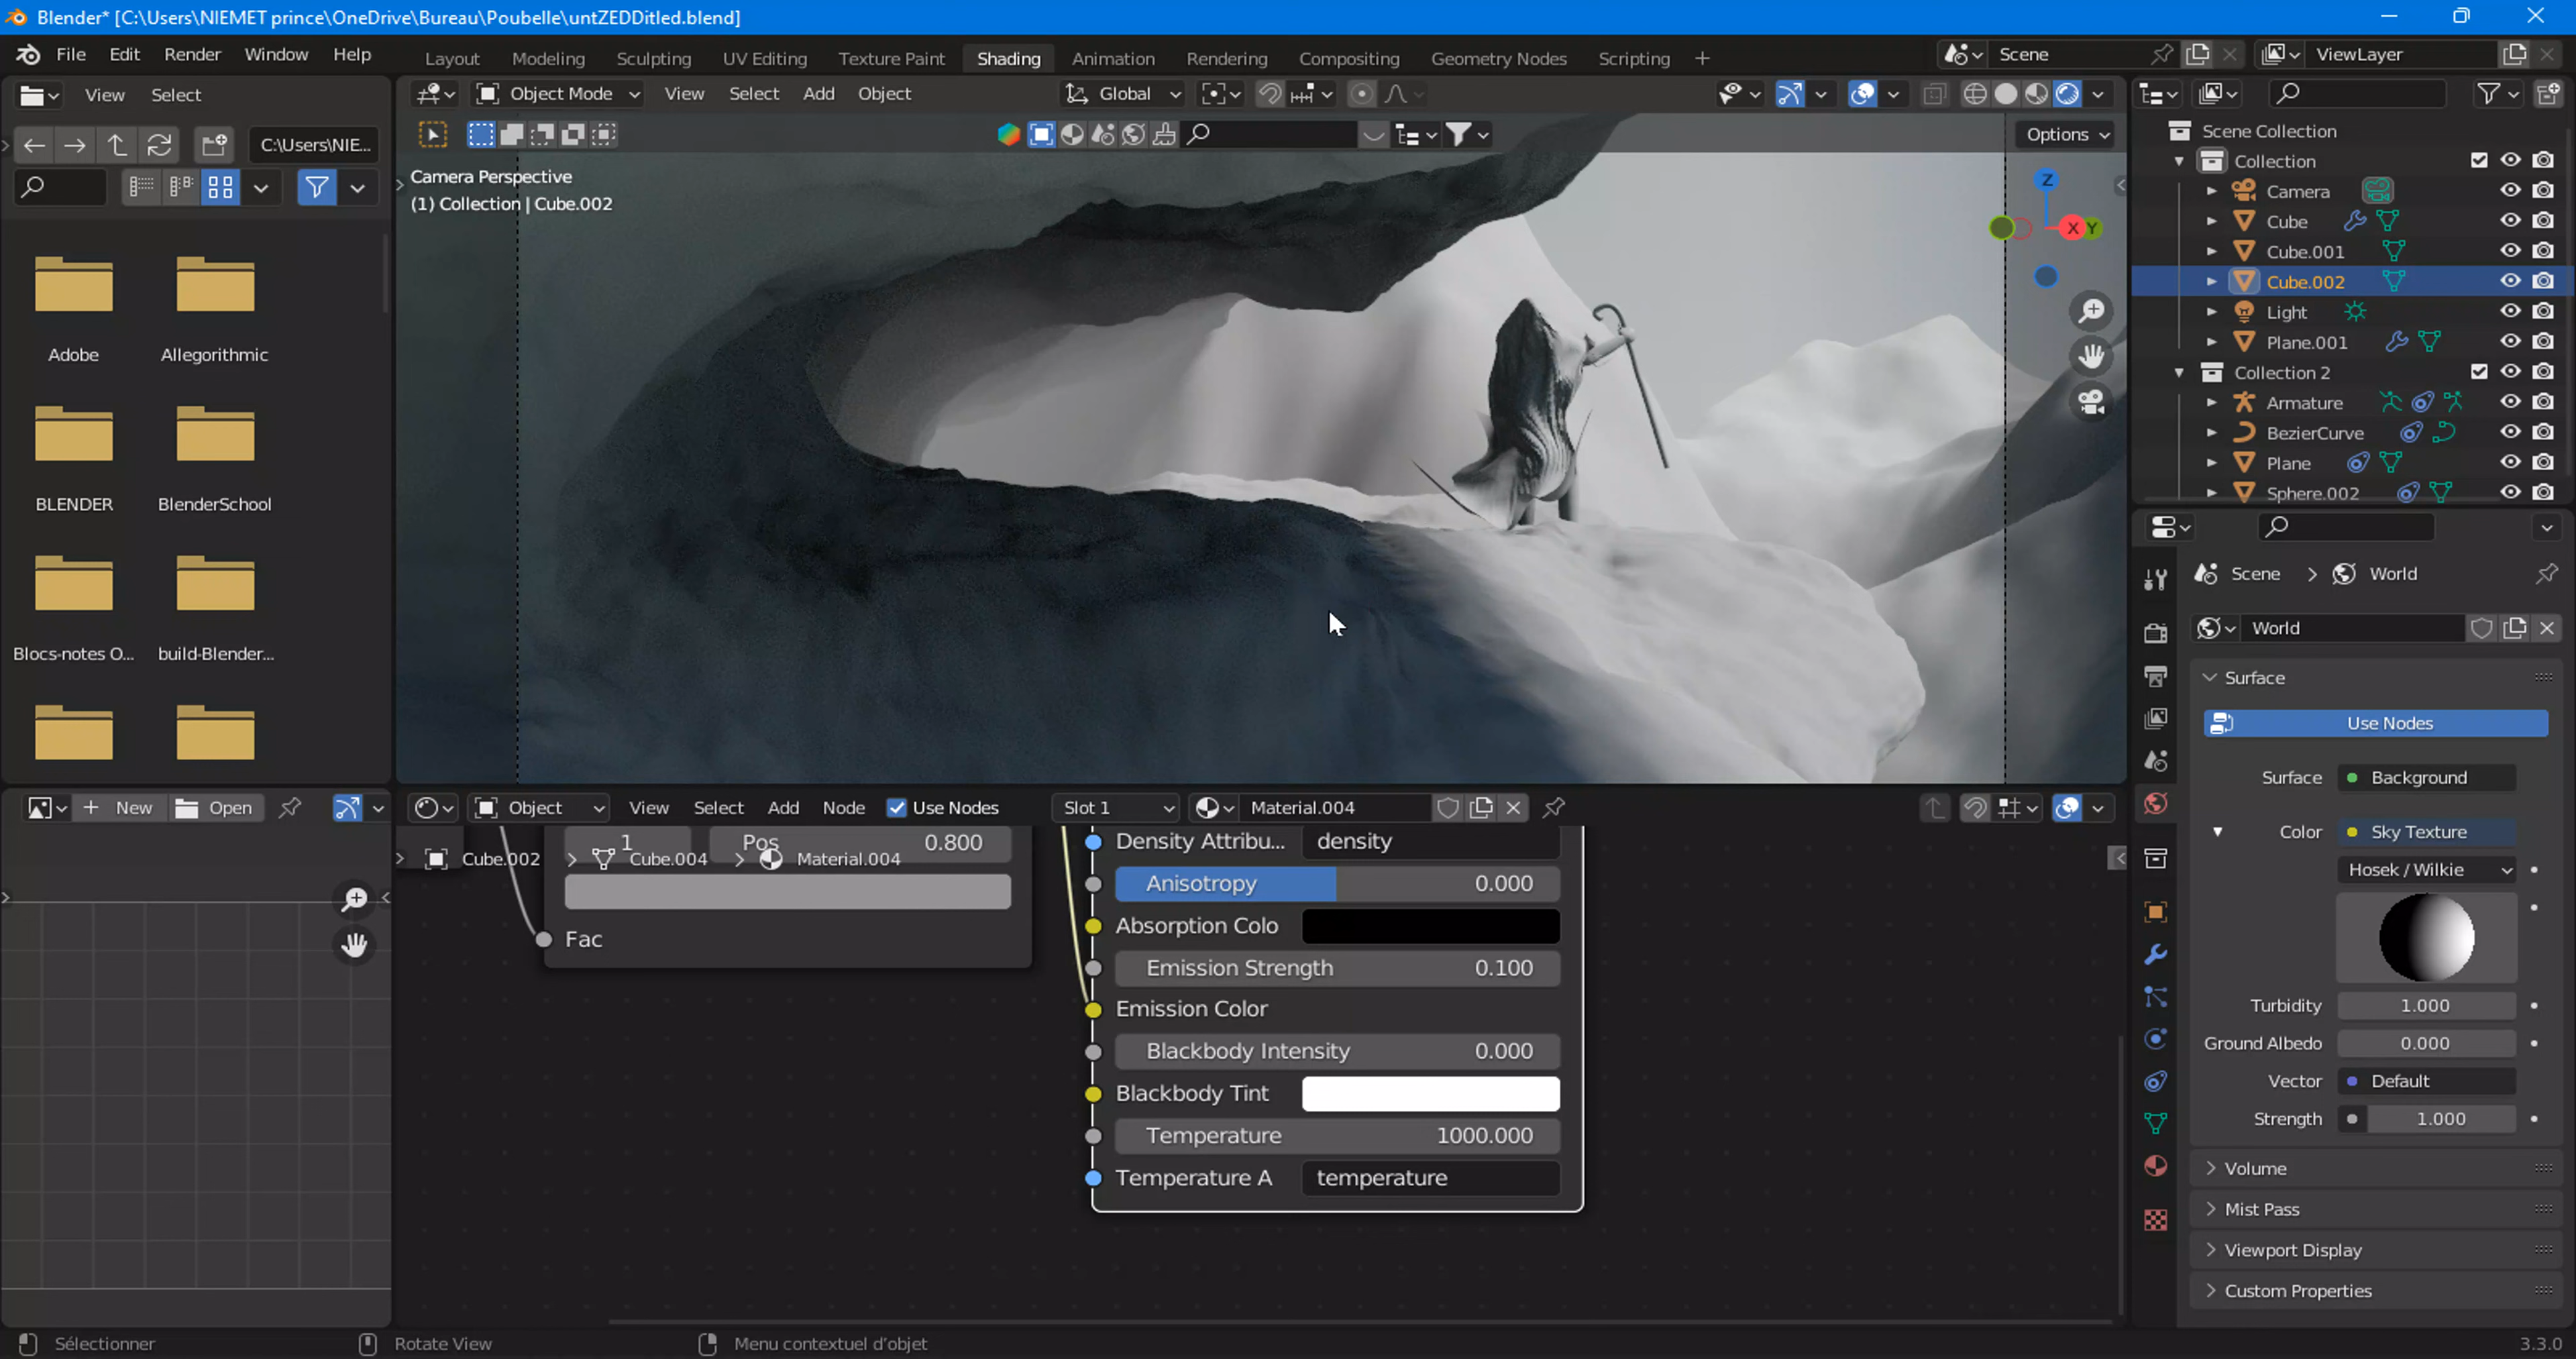 Blender* [C:\Users\NIEMET prince\OneDrive\Bureau\Poubelle\untZEDDitled.blend]
File Edit Render Window Help Layout Modeling Sculpting UV Editing Texture Paint Shading Animation Rendering Compositing Geometry Nodes Scripting + Scene ViewLayer
View Select
Object Mode View Select Add Object Global
C:\Users\NIE...
Options
Camera Perspective
(1) Collection | Cube.002
Z
X Y
Adobe Allegorithmic
BLENDER BlenderSchool
Blocs-notes O... build-Blender...
Scene Collection
Collection
Camera
Cube
Cube.001
Cube.002
Light
Plane.001
Collection 2
Armature
BezierCurve
Plane
Sphere.002
Scene > World
World
Surface
Use Nodes
Surface Background
Color Sky Texture
Hosek / Wilkie
Turbidity 1.000
Ground Albedo 0.000
Vector Default
Strength 1.000
Volume
Mist Pass
Viewport Display
Custom Properties
+ New Open
Object View Select Add Node Use Nodes Slot 1 Material.004
1 Pos 0.800
Cube.002 > Cube.004 > Material.004
Fac
Density Attribu... density
Anisotropy 0.000
Absorption Colo
Emission Strength 0.100
Emission Color
Blackbody Intensity 0.000
Blackbody Tint
Temperature 1000.000
Temperature A temperature
Sélectionner Rotate View Menu contextuel d'objet 3.3.0